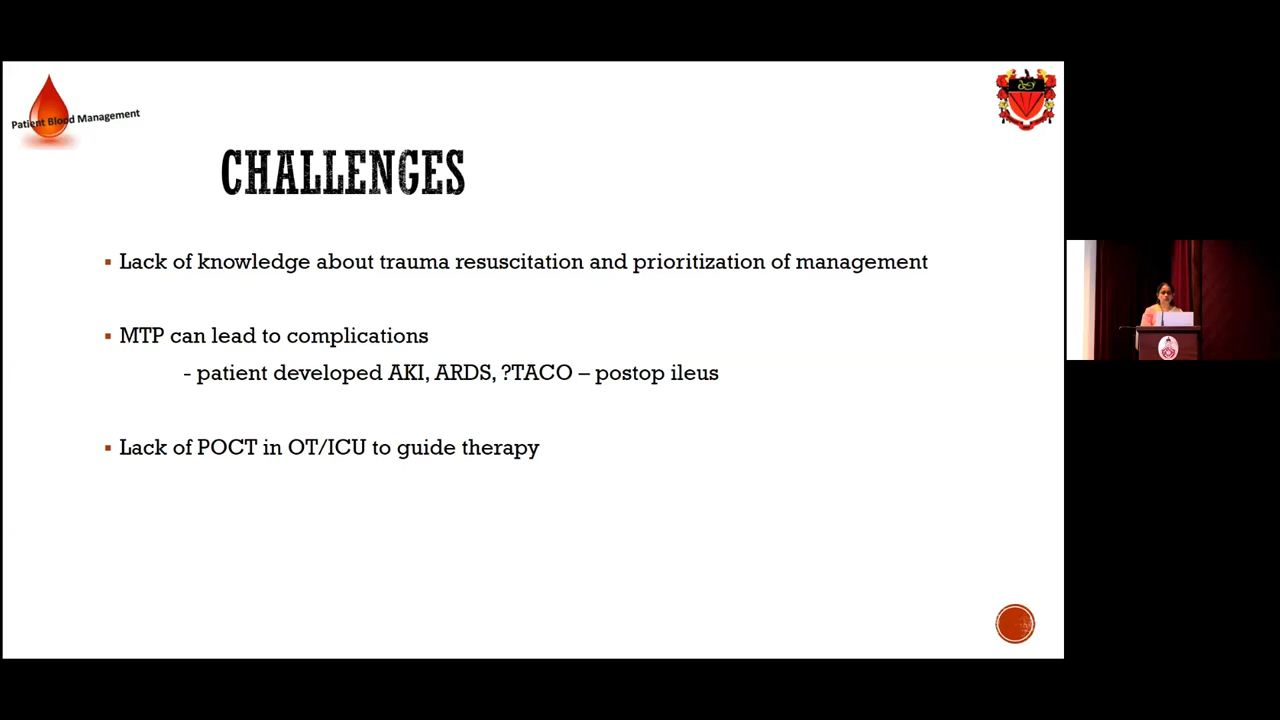 Patient Blood Management
CHALLENGES
▪ Lack of knowledge about trauma resuscitation and prioritization of management
▪ MTP can lead to complications
- patient developed AKI, ARDS, ?TACO – postop ileus
▪ Lack of POCT in OT/ICU to guide therapy